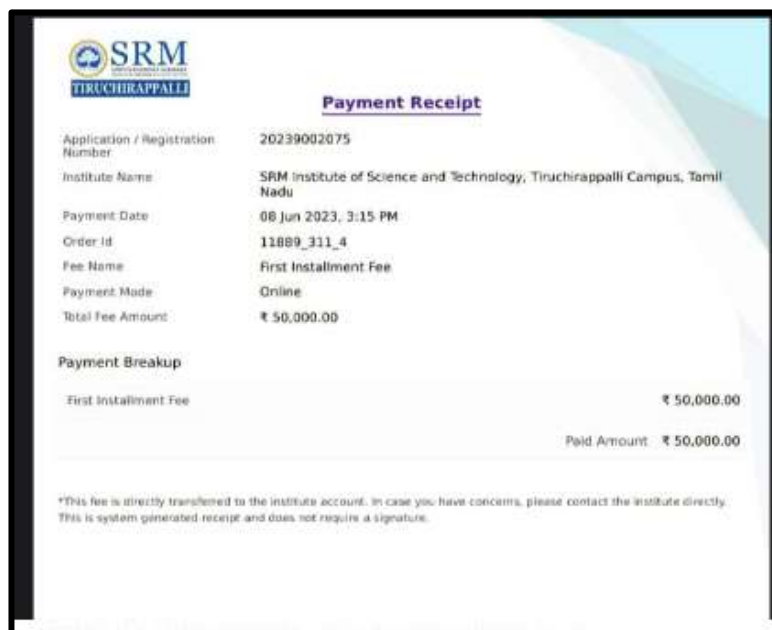 SRM
TIRUCHIRAPPALLI
Payment Receipt
Application / Registration Number 20239002075
Institute Name SRM Institute of Science and Technology, Tiruchirappalli Campus, Tamil Nadu
Payment Date 08 Jun 2023, 3:15 PM
Order Id 11889_311_4
Fee Name First Installment Fee
Payment Mode Online
Total Fee Amount ₹ 50,000.00
Payment Breakup
First Installment Fee ₹ 50,000.00
Paid Amount ₹ 50,000.00
*This fee is directly transferred to the institute account. In case you have concerns, please contact the institute directly.
This is system generated receipt and does not require a signature.